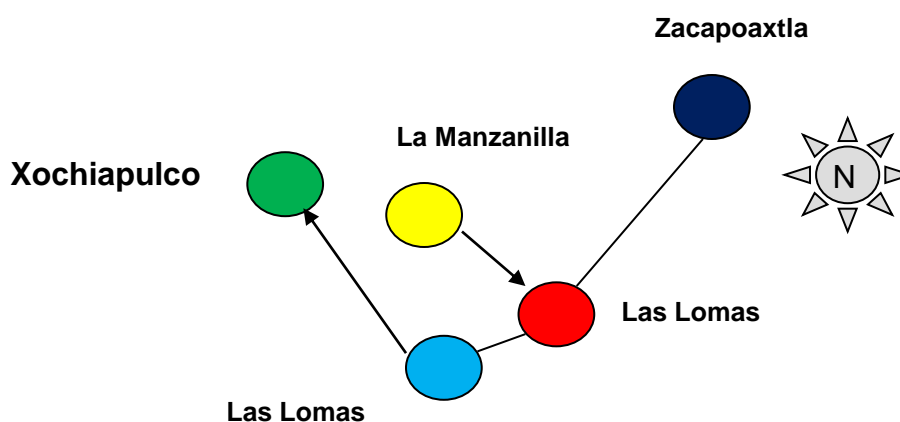 Zacapoaxtla
La Manzanilla
Xochiapulco
N
Las Lomas
Las Lomas